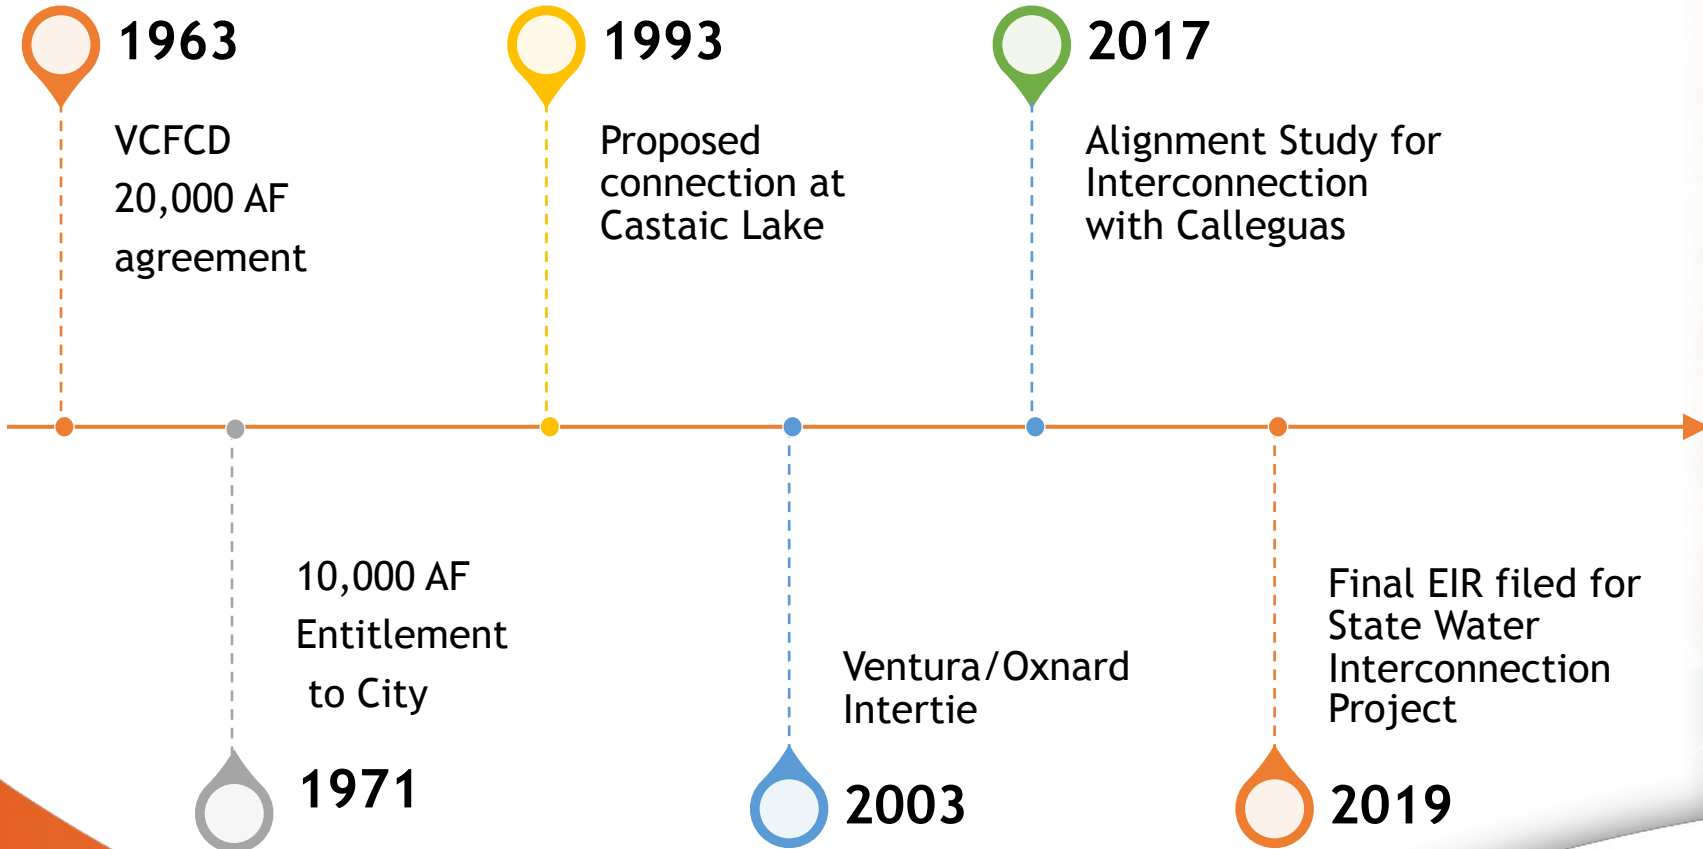 1963
VCFCD
20,000 AF
agreement
1993
Proposed
connection at
Castaic Lake
2017
Alignment Study for
Interconnection
with Calleguas
10,000 AF
Entitlement
to City
1971
Ventura/Oxnard
Intertie
2003
Final EIR filed for
State Water
Interconnection
Project
2019